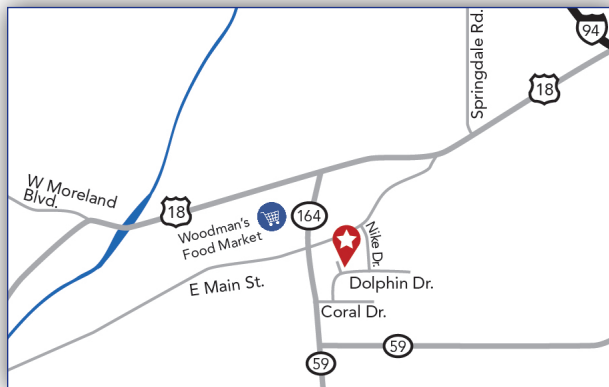 94
Springdale Rd.
18
W Moreland
Blvd.
18
Woodman's
Food Market
164
Nike Dr.
E Main St.
Dolphin Dr.
Coral Dr.
59
59